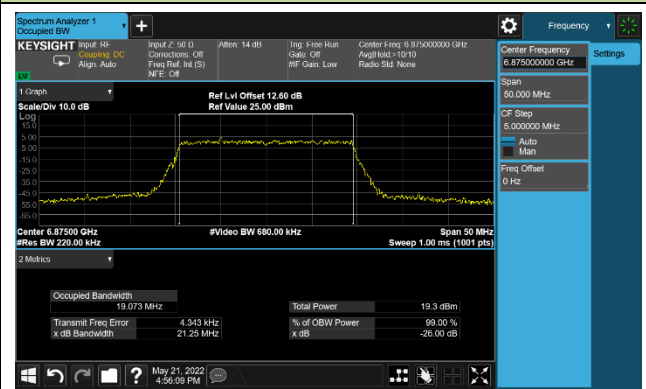 Spectrum Analyzer 1
Occupied BW
Frequency
KEYSIGHT
Input: RF
Coupling: DC
Align: Auto
Input Z: 50 Ω
Corrections: Off
Freq Ref: Int (S)
NFE: Off
Atten: 14 dB
Trig: Free Run
Gate: Off
#IF Gain: Low
Center Freq: 6.875000000 GHz
Avg|Hold:>10/10
Radio Std: None
Center Frequency
6.875000000 GHz
Settings
Span
50.000 MHz
CF Step
5.000000 MHz
Auto
Man
Freq Offset
0 Hz
1 Graph
Scale/Div 10.0 dB
Ref Lvl Offset 12.60 dB
Ref Value 25.00 dBm
Log
15.0
5.00
-5.00
-15.0
-25.0
-35.0
-45.0
-55.0
-65.0
Center 6.87500 GHz
#Video BW 680.00 kHz
Span 50 MHz
#Res BW 220.00 kHz
Sweep 1.00 ms (1001 pts)
2 Metrics
Occupied Bandwidth
19.073 MHz
Total Power 19.3 dBm
Transmit Freq Error 4.343 kHz
% of OBW Power 99.00 %
x dB Bandwidth 21.25 MHz
x dB -26.00 dB
?
May 21, 2022
4:56:09 PM